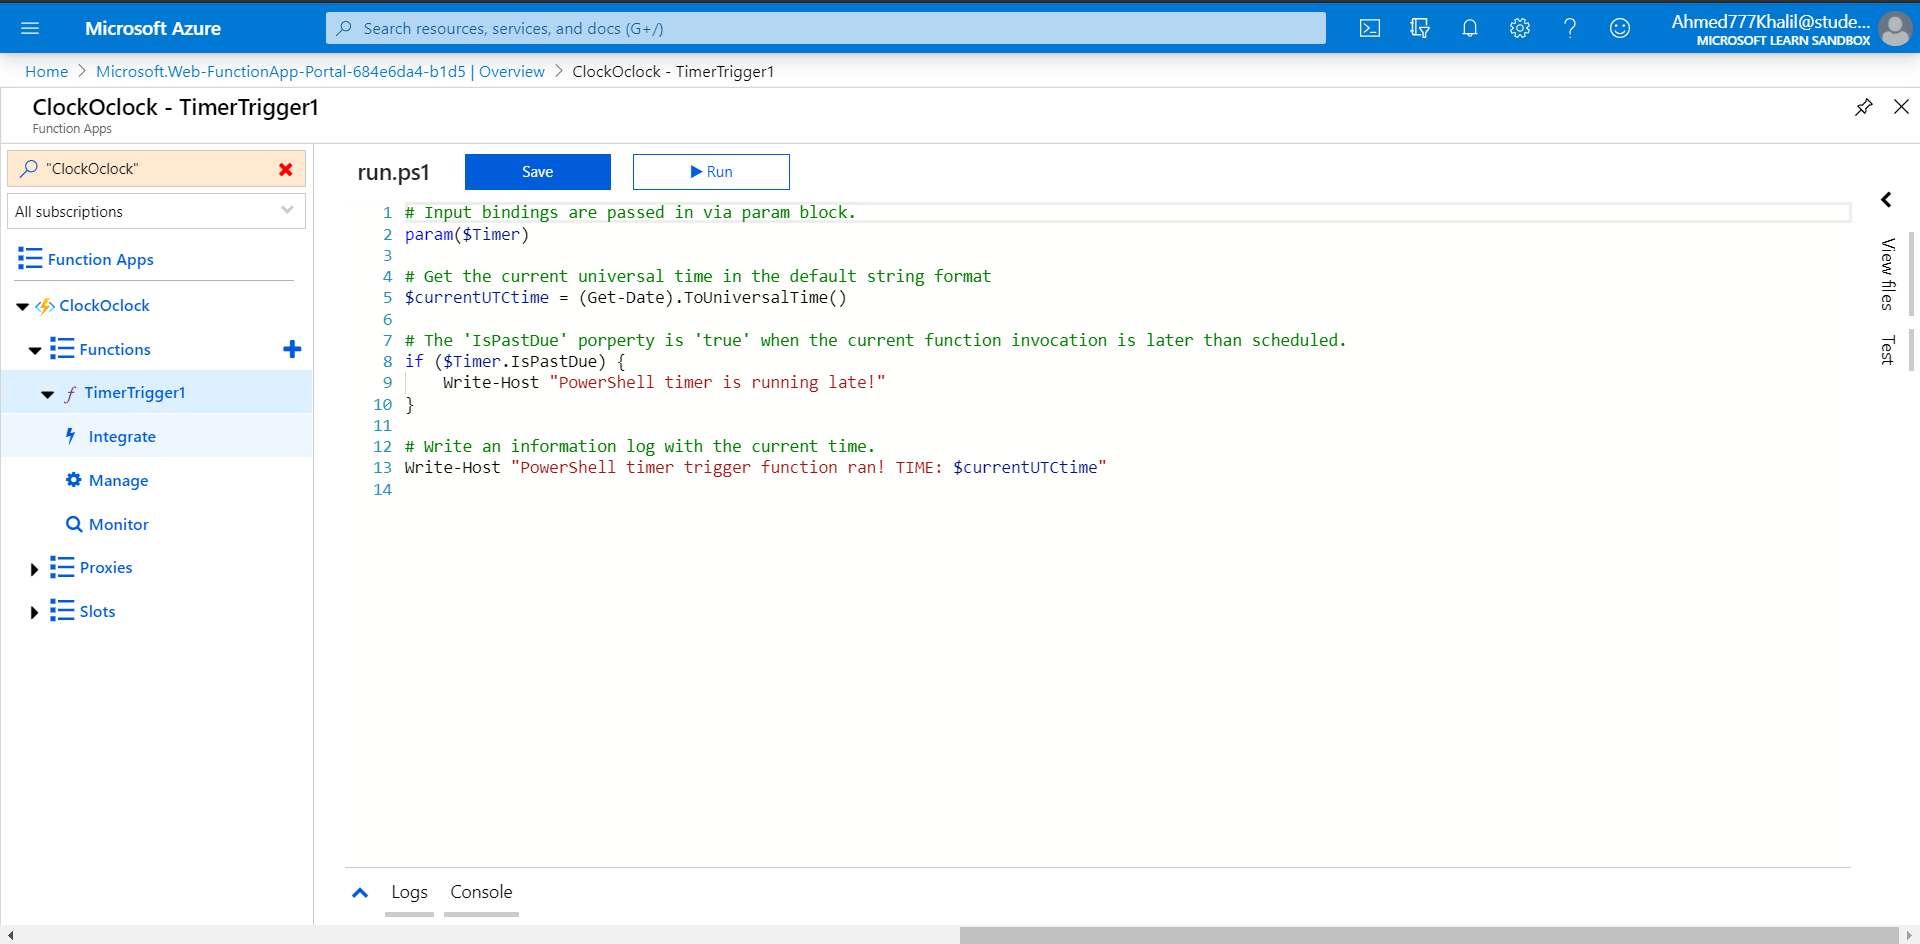 Microsoft Azure
Search resources, services, and docs (G+/)
Ahmed777Khalil@stude...
MICROSOFT LEARN SANDBOX
Home > Microsoft.Web-FunctionApp-Portal-684e6da4-b1d5 | Overview > ClockOclock - TimerTrigger1
ClockOclock - TimerTrigger1
Function Apps
"ClockOclock"
All subscriptions
Function Apps
ClockOclock
Functions
TimerTrigger1
Integrate
Manage
Monitor
Proxies
Slots
run.ps1
Save
Run
1 # Input bindings are passed in via param block.
2 param($Timer)
3
4 # Get the current universal time in the default string format
5 $currentUTCtime = (Get-Date).ToUniversalTime()
6
7 # The 'IsPastDue' porperty is 'true' when the current function invocation is later than scheduled.
8 if ($Timer.IsPastDue) {
9     Write-Host "PowerShell timer is running late!"
10 }
11
12 # Write an information log with the current time.
13 Write-Host "PowerShell timer trigger function ran! TIME: $currentUTCtime"
14
View files
Test
Logs
Console